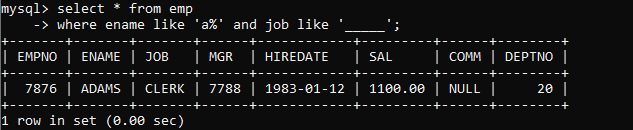 mysql> select * from emp
    -> where ename like 'a%' and job like '_____';
+-------+-------+-------+------+------------+---------+------+--------+
| EMPNO | ENAME | JOB   | MGR  | HIREDATE   | SAL     | COMM | DEPTNO |
+-------+-------+-------+------+------------+---------+------+--------+
|  7876 | ADAMS | CLERK | 7788 | 1983-01-12 | 1100.00 | NULL |     20 |
+-------+-------+-------+------+------------+---------+------+--------+
1 row in set (0.00 sec)